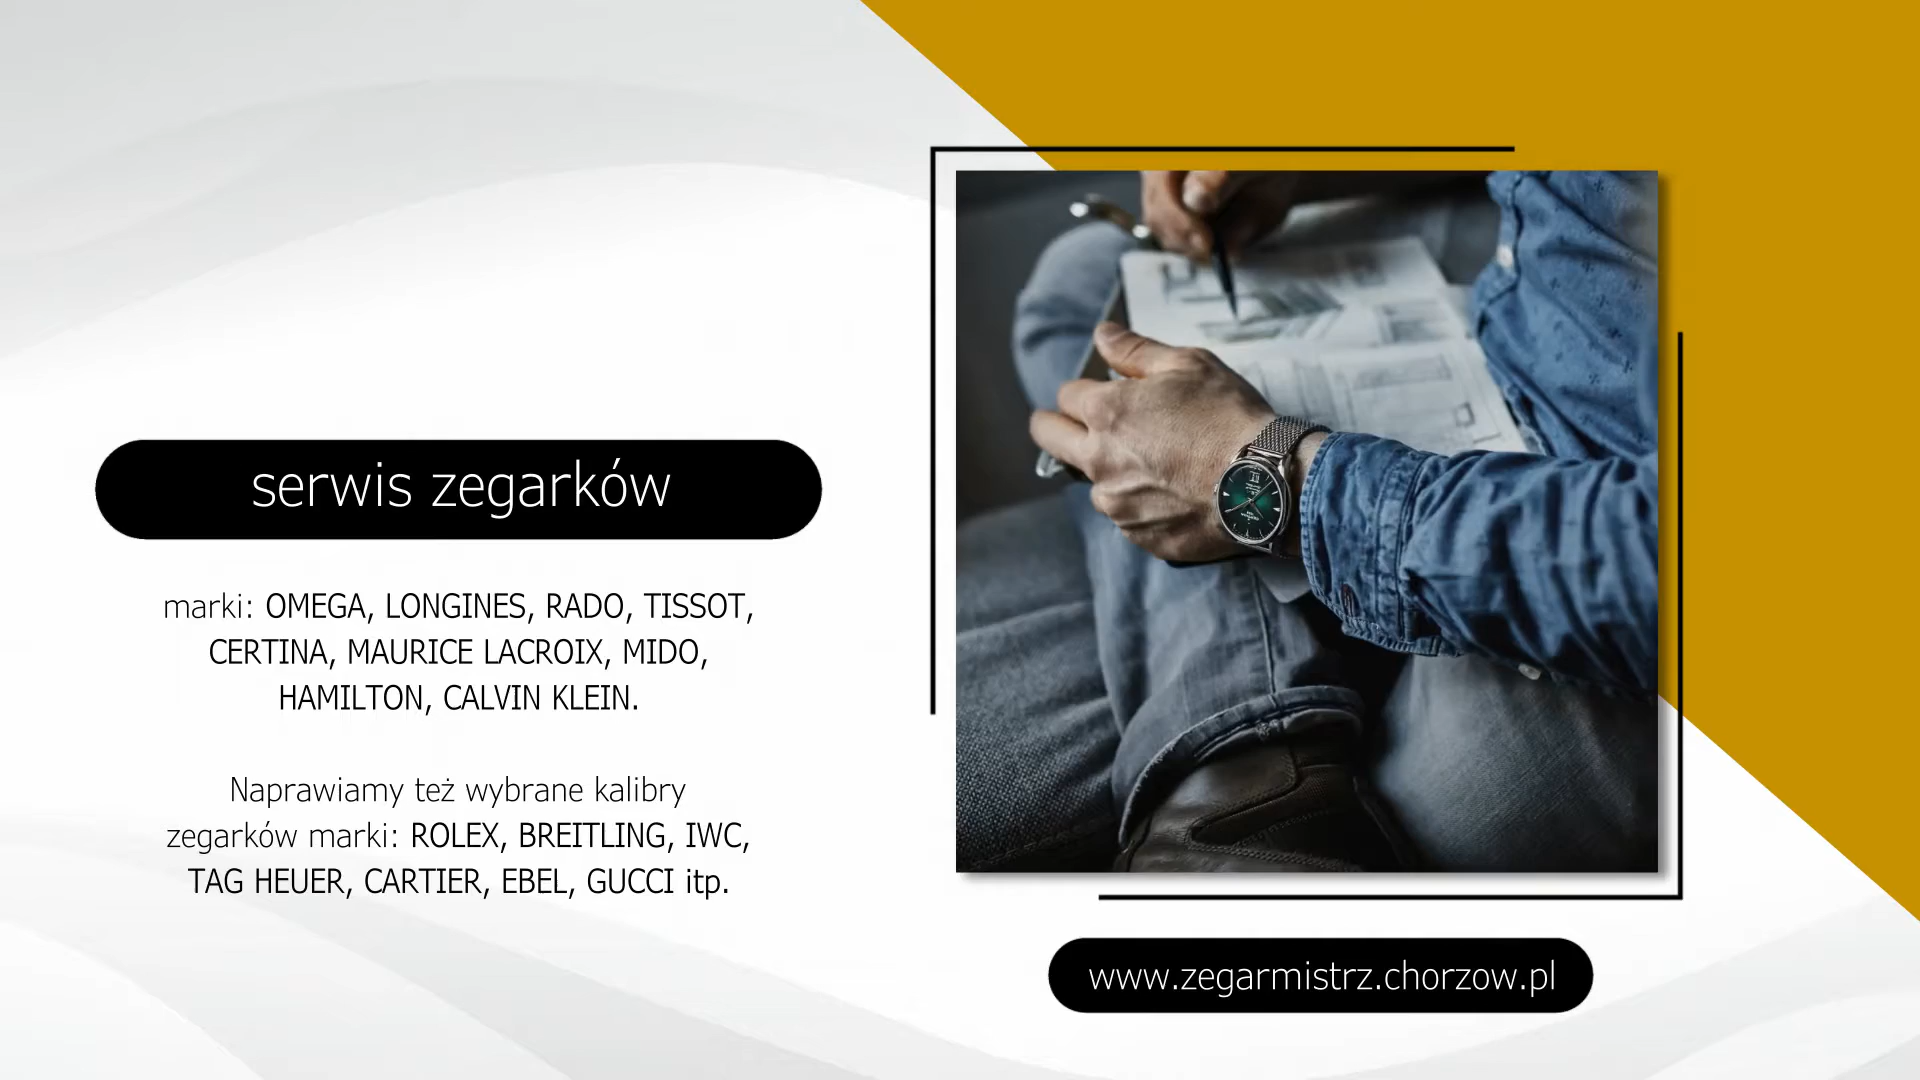 serwis zegarków
marki: OMEGA, LONGINES, RADO, TISSOT,
CERTINA, MAURICE LACROIX, MIDO,
HAMILTON, CALVIN KLEIN.
Naprawiamy też wybrane kalibry
zegarków marki: ROLEX, BREITLING, IWC,
TAG HEUER, CARTIER, EBEL, GUCCI itp.
www.zegarmistrz.chorzow.pl